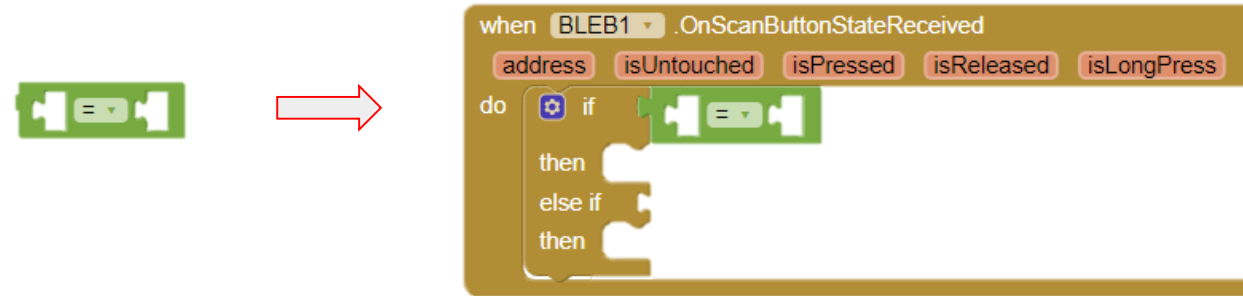 when BLEB1 .OnScanButtonStateReceived
address isUntouched isPressed isReleased isLongPress
=
do if =
then
else if
then